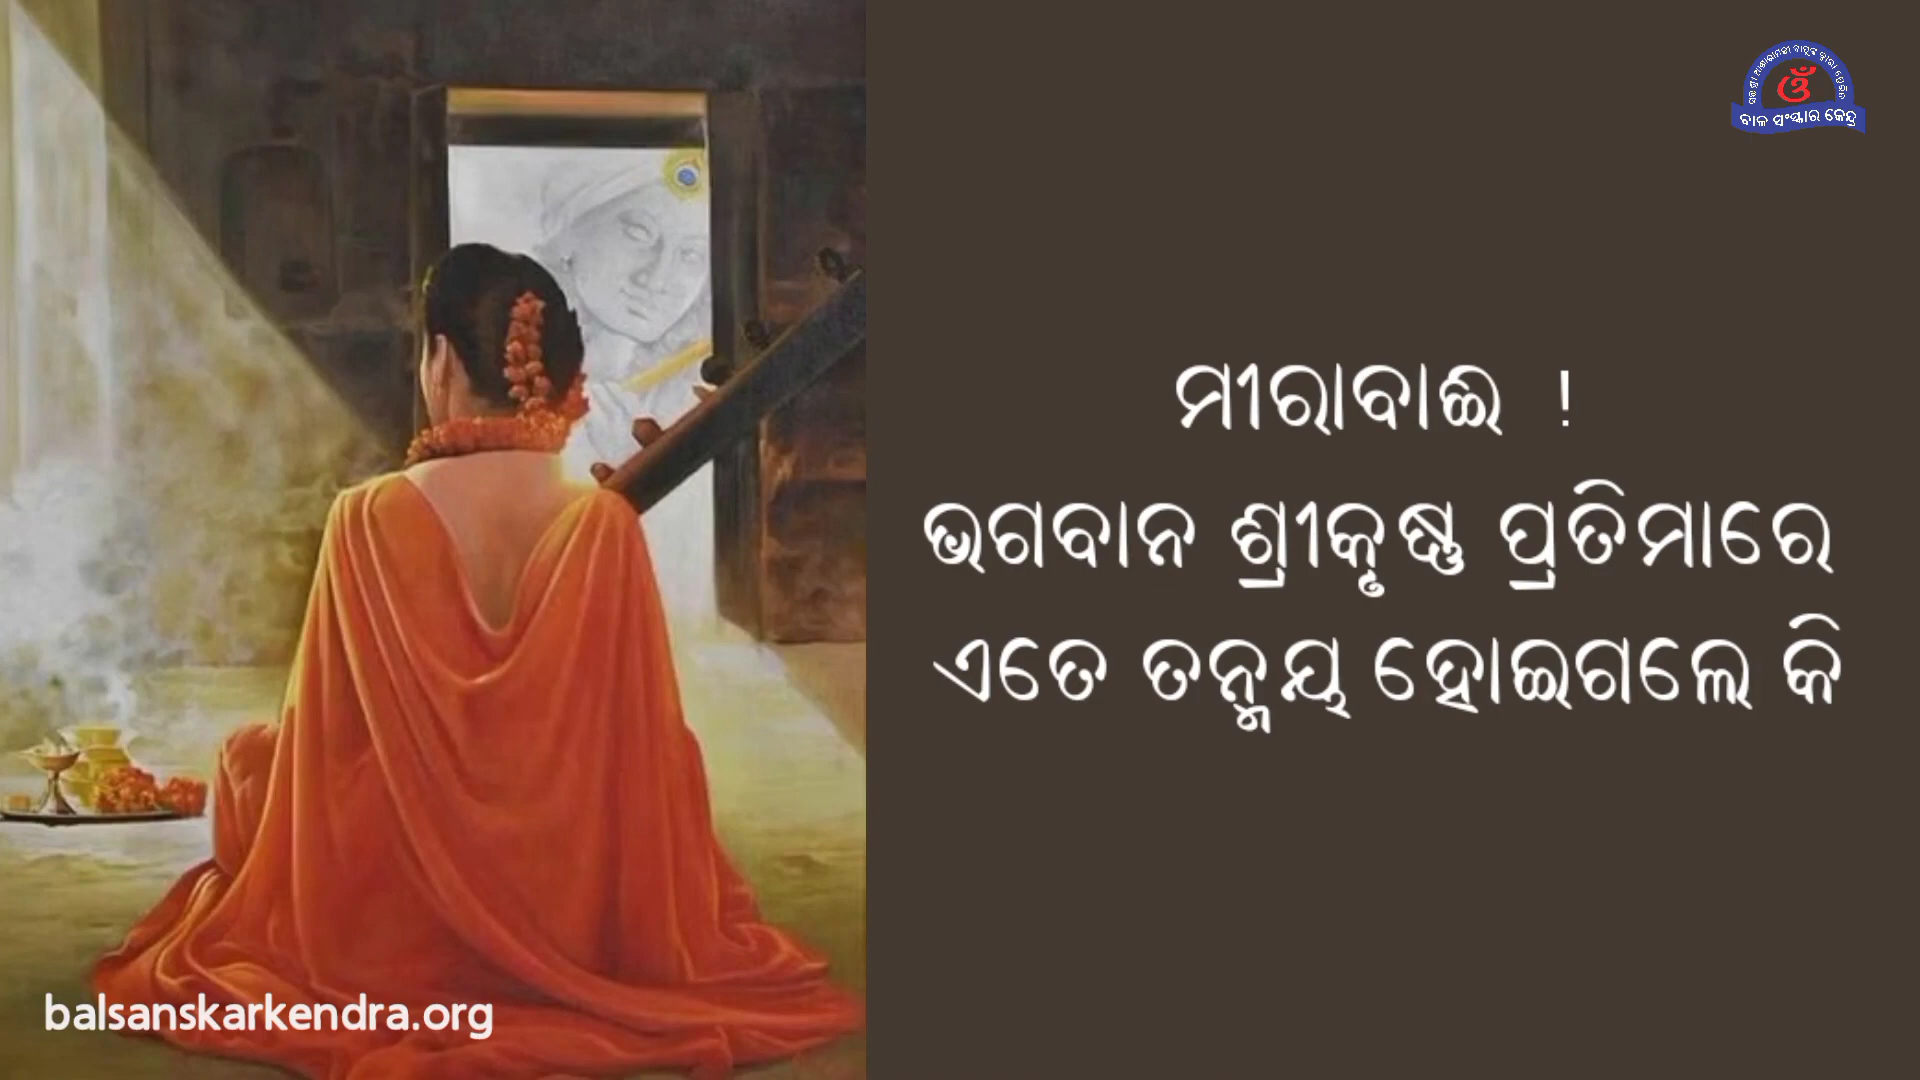 ବାଳ ସଂସ୍କାର କେନ୍ଦ୍ର
ମୀରାବାଈ !
ଭଗବାନ ଶ୍ରୀକୃଷ୍ଣ ପ୍ରତିମାରେ
ଏତେ ତନ୍ମୟ ହୋଇଗଲେ କି
balsanskarkendra.org